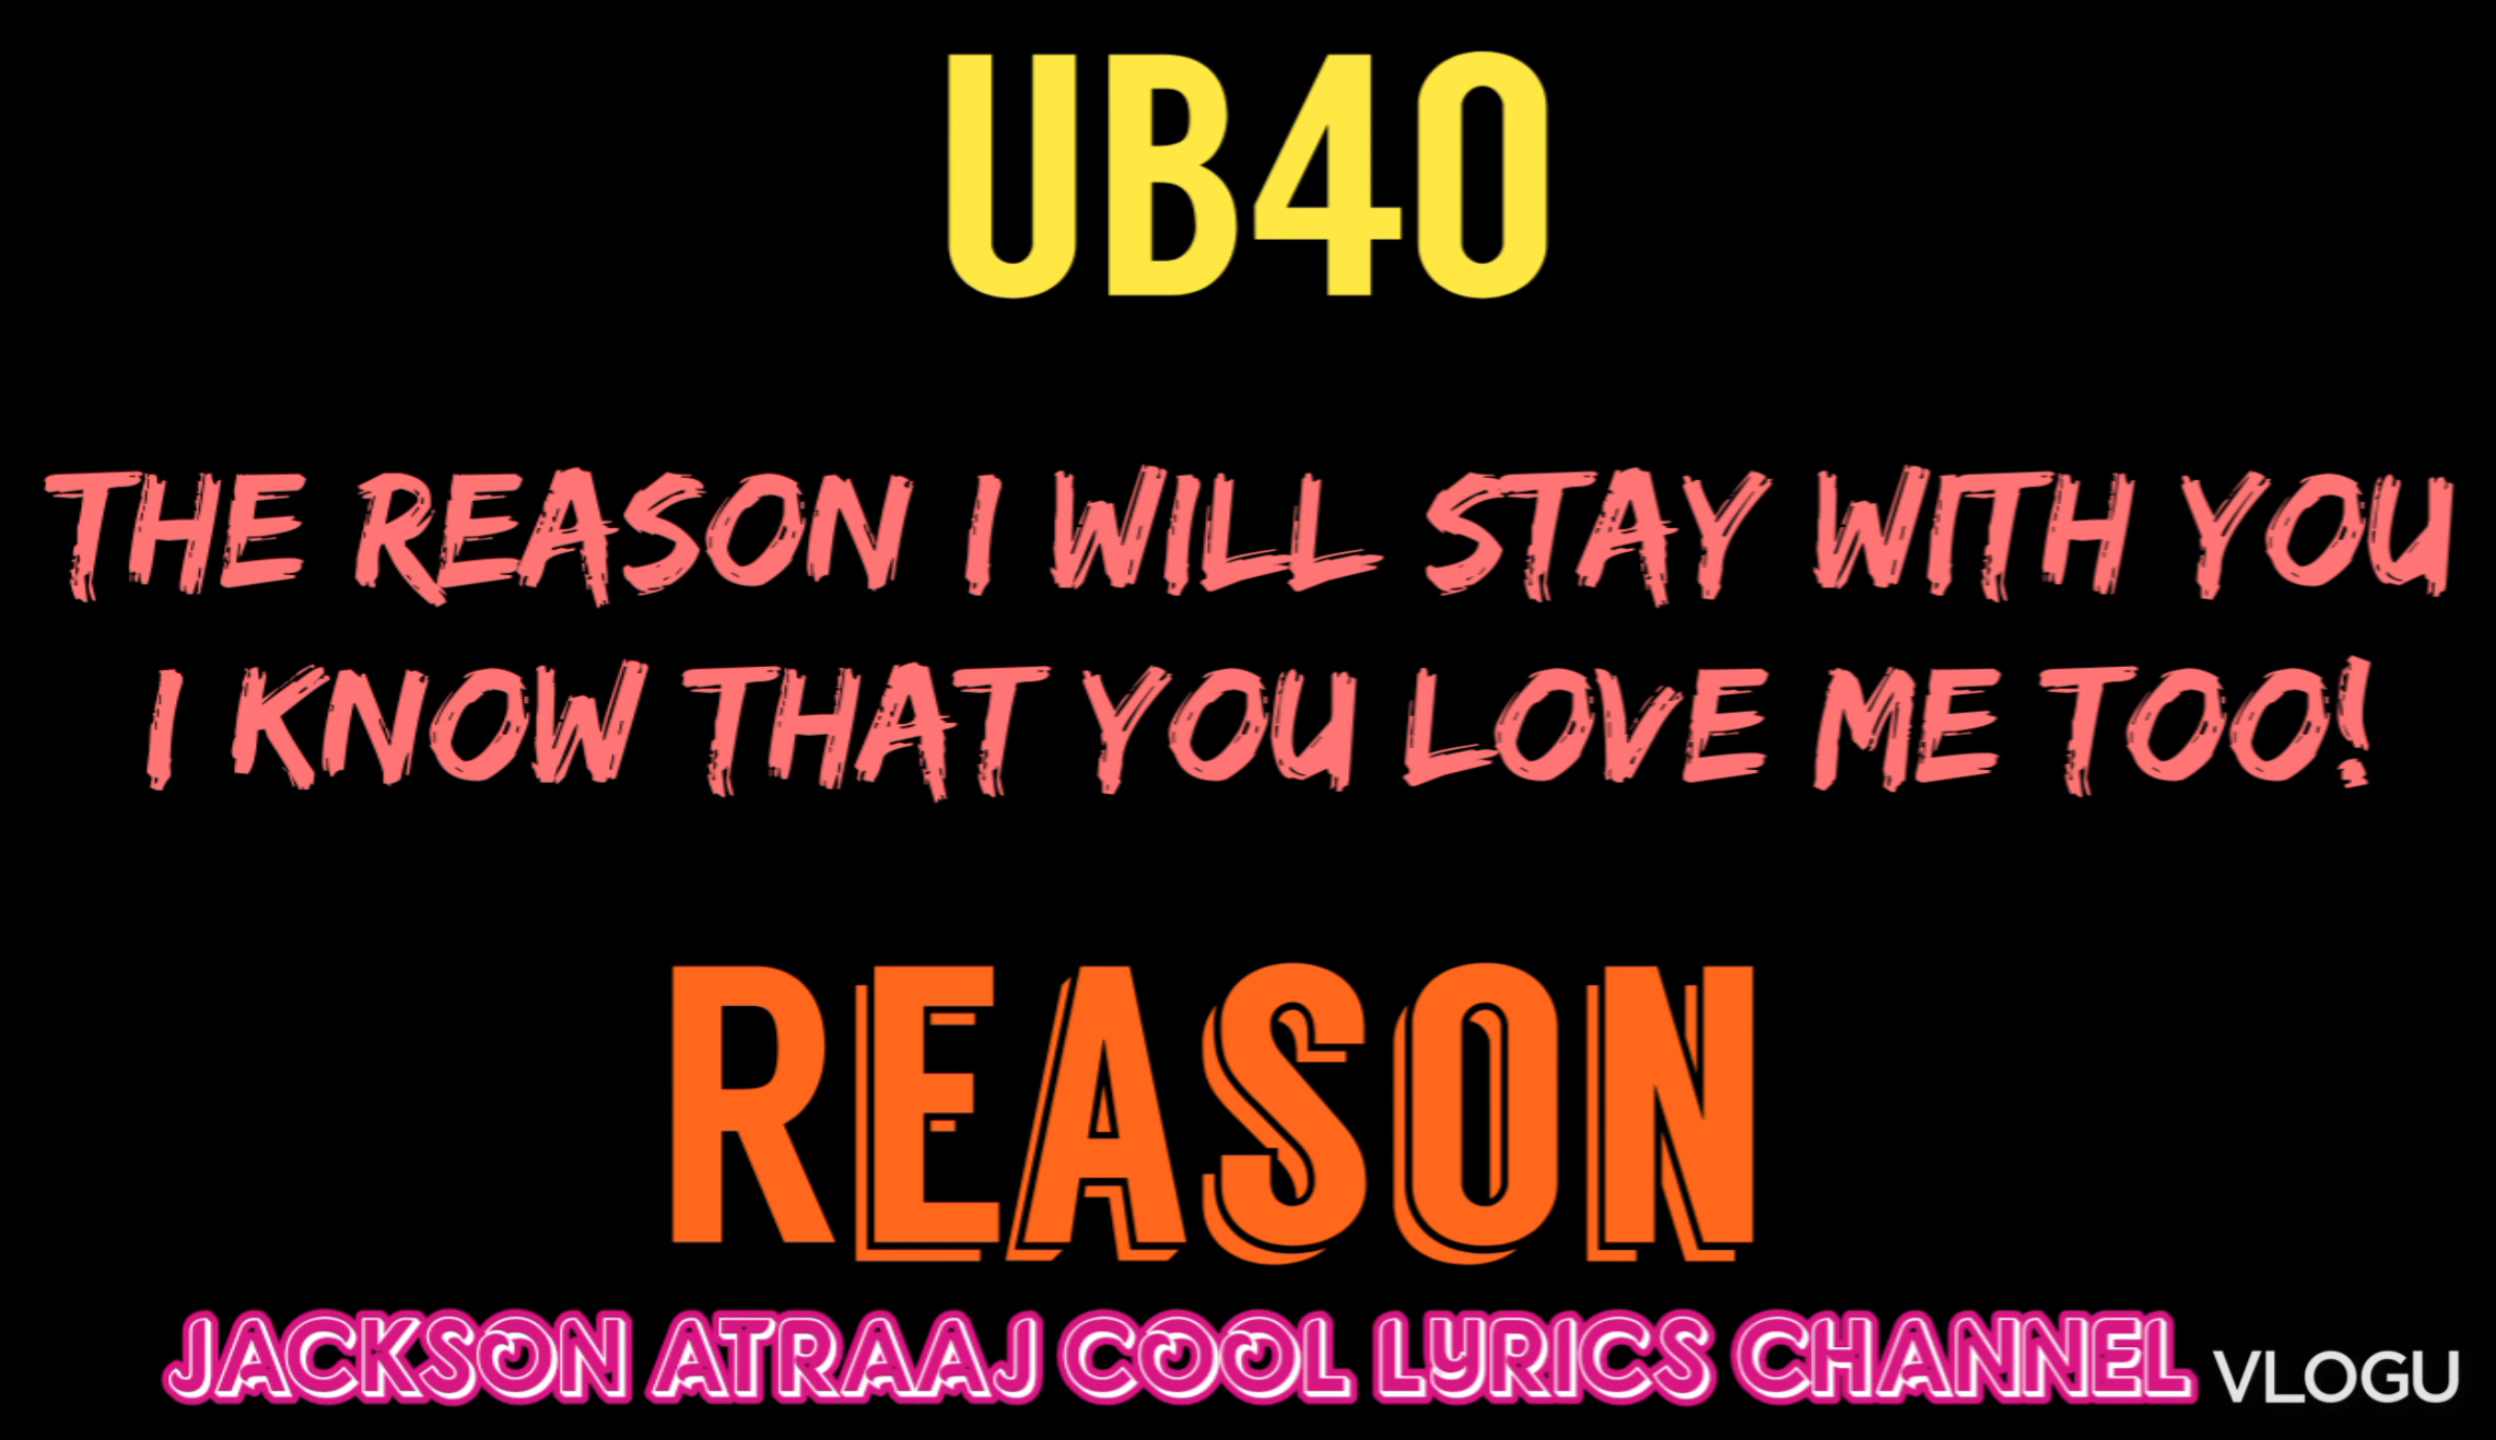 UB40
THE REASON I WILL STAY WITH YOU
I KNOW THAT YOU LOVE ME TOO!
REASON
JACKSON ATRAAJ COOL LYRICS CHANNEL VLOGU